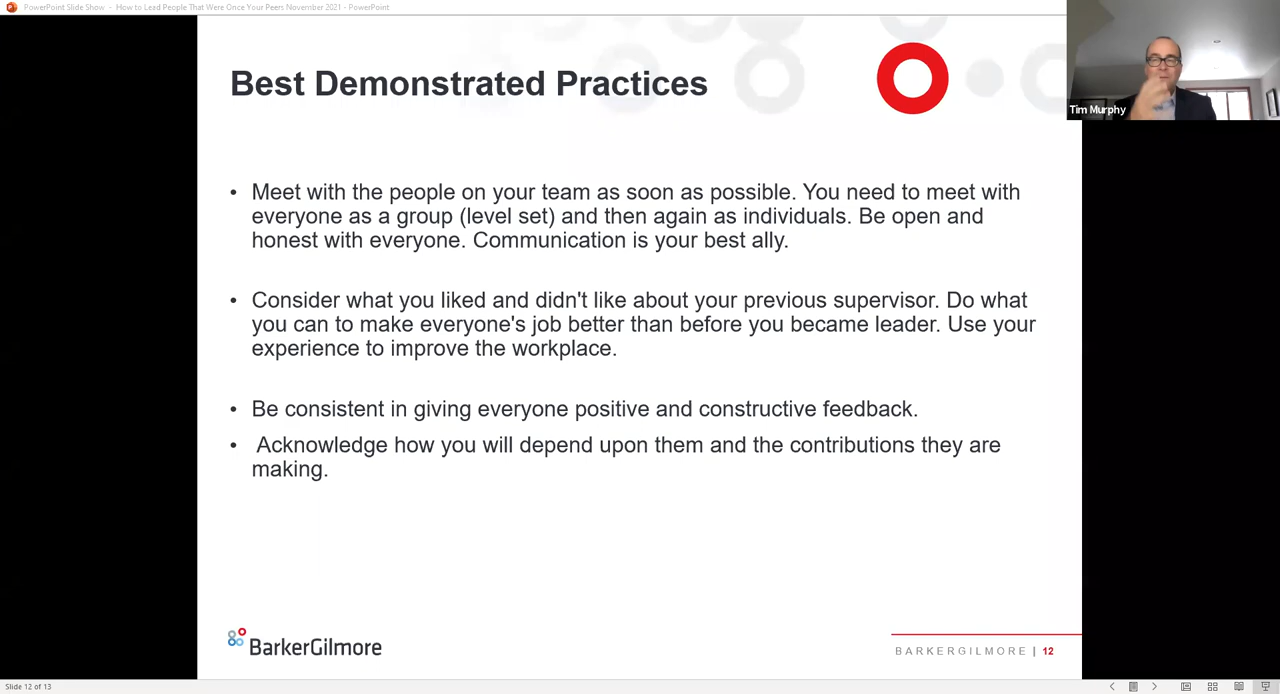 PowerPoint Slide Show - How to Lead People That Were Once Your Peers November 2021 - PowerPoint
Tim Murphy
Best Demonstrated Practices
• Meet with the people on your team as soon as possible. You need to meet with
everyone as a group (level set) and then again as individuals. Be open and
honest with everyone. Communication is your best ally.
• Consider what you liked and didn't like about your previous supervisor. Do what
you can to make everyone's job better than before you became leader. Use your
experience to improve the workplace.
• Be consistent in giving everyone positive and constructive feedback.
• Acknowledge how you will depend upon them and the contributions they are
making.
BarkerGilmore
BARKERGILMORE | 12
Slide 12 of 13